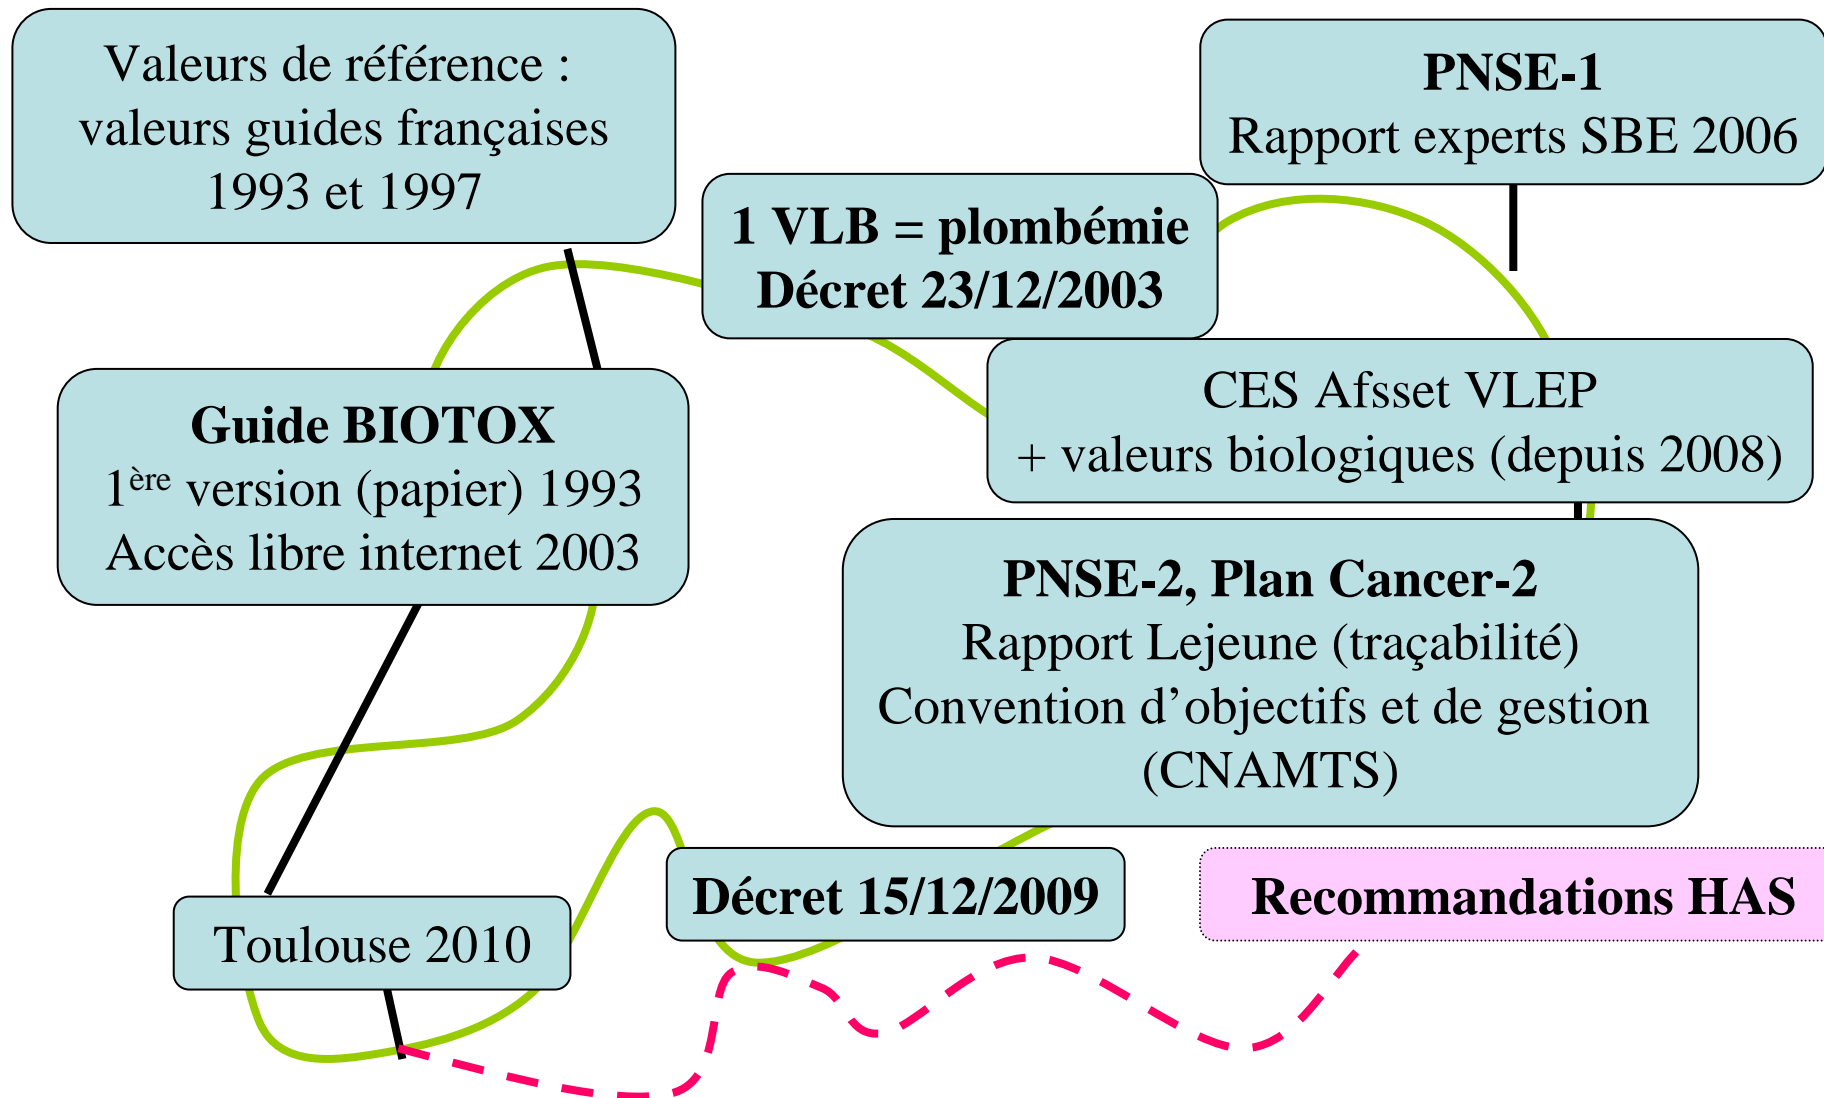 Valeurs de référence :
valeurs guides françaises
1993 et 1997
PNSE-1
Rapport experts SBE 2006
1 VLB = plombémie
Décret 23/12/2003
CES Afsset VLEP
+ valeurs biologiques (depuis 2008)
Guide BIOTOX
1ère version (papier) 1993
Accès libre internet 2003
PNSE-2, Plan Cancer-2
Rapport Lejeune (traçabilité)
Convention d’objectifs et de gestion
(CNAMTS)
Décret 15/12/2009
Recommandations HAS
Toulouse 2010